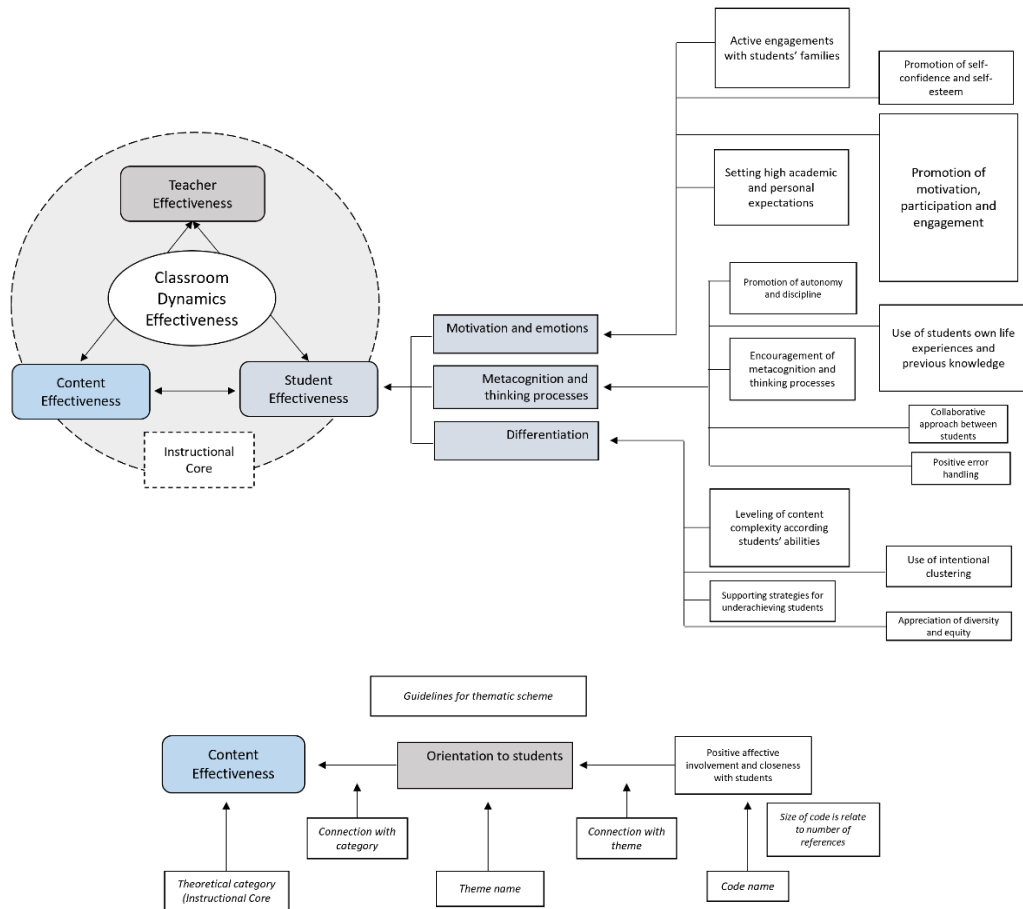 Active engagements
with students' families
Promotion of self-
confidence and self-
esteem
Teacher
Effectiveness
Setting high academic
and personal
expectations
Promotion of
motivation,
participation and
engagement
Classroom
Dynamics
Effectiveness
Promotion of autonomy
and discipline
Motivation and emotions
Use of students own life
experiences and
previous knowledge
Encouragement of
metacognition and
thinking processes
Content
Effectiveness
Student
Effectiveness
Metacognition and
thinking processes
Collaborative
approach between
students
Differentiation
Instructional
Core
Positive error
handling
Leveling of content
complexity according
students' abilities
Use of intentional
clustering
Supporting strategies for
underachieving students
Appreciation of diversity
and equity
Guidelines for thematic scheme
Content
Effectiveness
Orientation to students
Positive affective
involvement and closeness
with students
Connection with
category
Connection with
theme
Size of code is relate
to number of
references
Theoretical category
(Instructional Core
Theme name
Code name